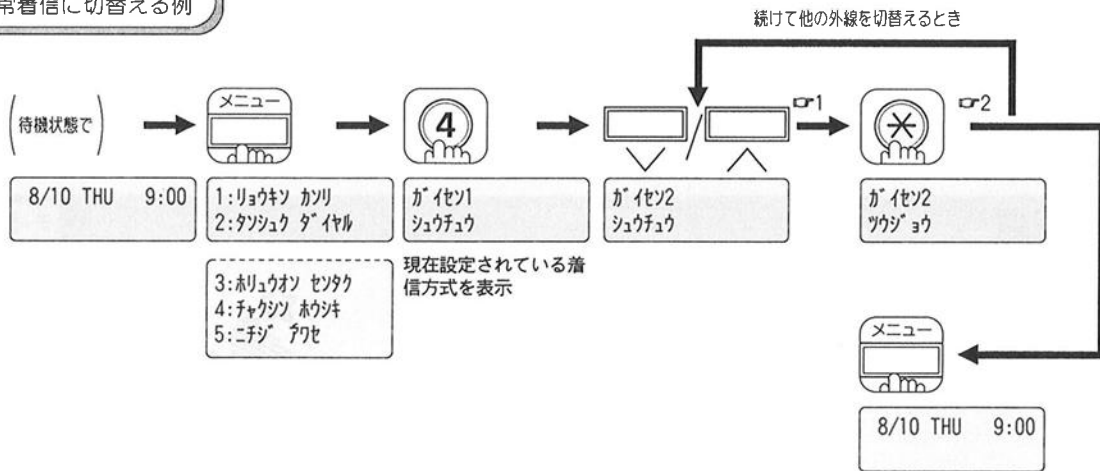 常着信に切替える例
続けて他の外線を切替えるとき
(待機状態で)
メニュー
4
☞1
☞2
8/10 THU 9:00
1:リョウキン カンリ
2:タンシュク ダイヤル
ガイセン1
シュウチュウ
ガイセン2
シュウチュウ
ガイセン2
ツウジョウ
3:ホリュウオン センタク
4:チャクシン ホウシキ
5:ニチジ アワセ
現在設定されている着
信方式を表示
メニュー
8/10 THU 9:00